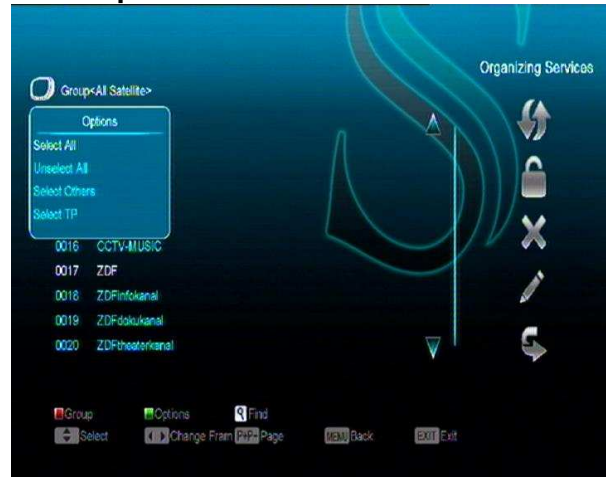 Organizing Services
Group<All Satellite>
Options
Select All
Unselect All
Select Others
Select TP
0016 CCTV-MUSIC
0017 ZDF
0018 ZDFinfokanal
0019 ZDFdokukanal
0020 ZDFtheaterkanal
Group Options Find
Select Change Fram P+P- Page MENU Back EXIT Exit